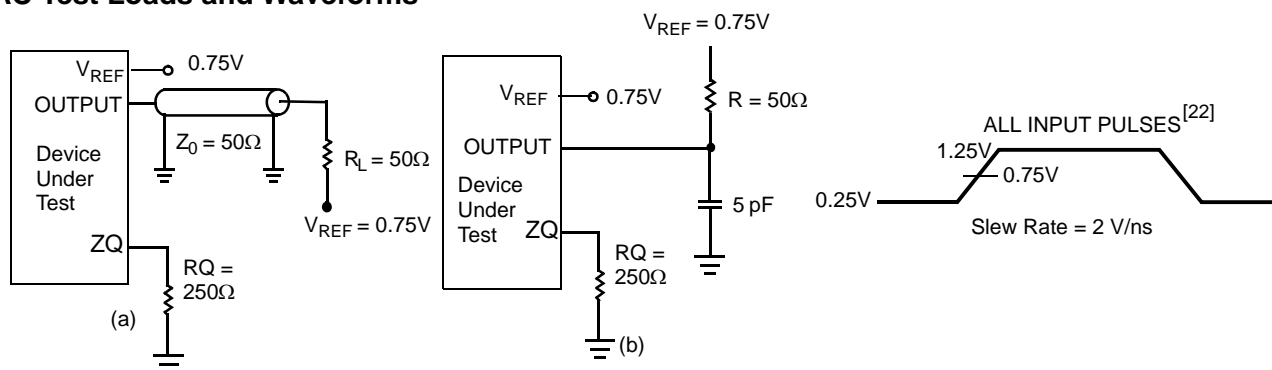 AC Test Loads and Waveforms
VREF 0.75V
OUTPUT
Z0 = 50Ω
Device
Under
Test
RL = 50Ω
VREF = 0.75V
ZQ
RQ =
250Ω
(a)
VREF = 0.75V
VREF 0.75V
R = 50Ω
OUTPUT
Device
Under
Test
5 pF
ZQ
RQ =
250Ω
(b)
ALL INPUT PULSES[22]
1.25V
0.75V
0.25V
Slew Rate = 2 V/ns